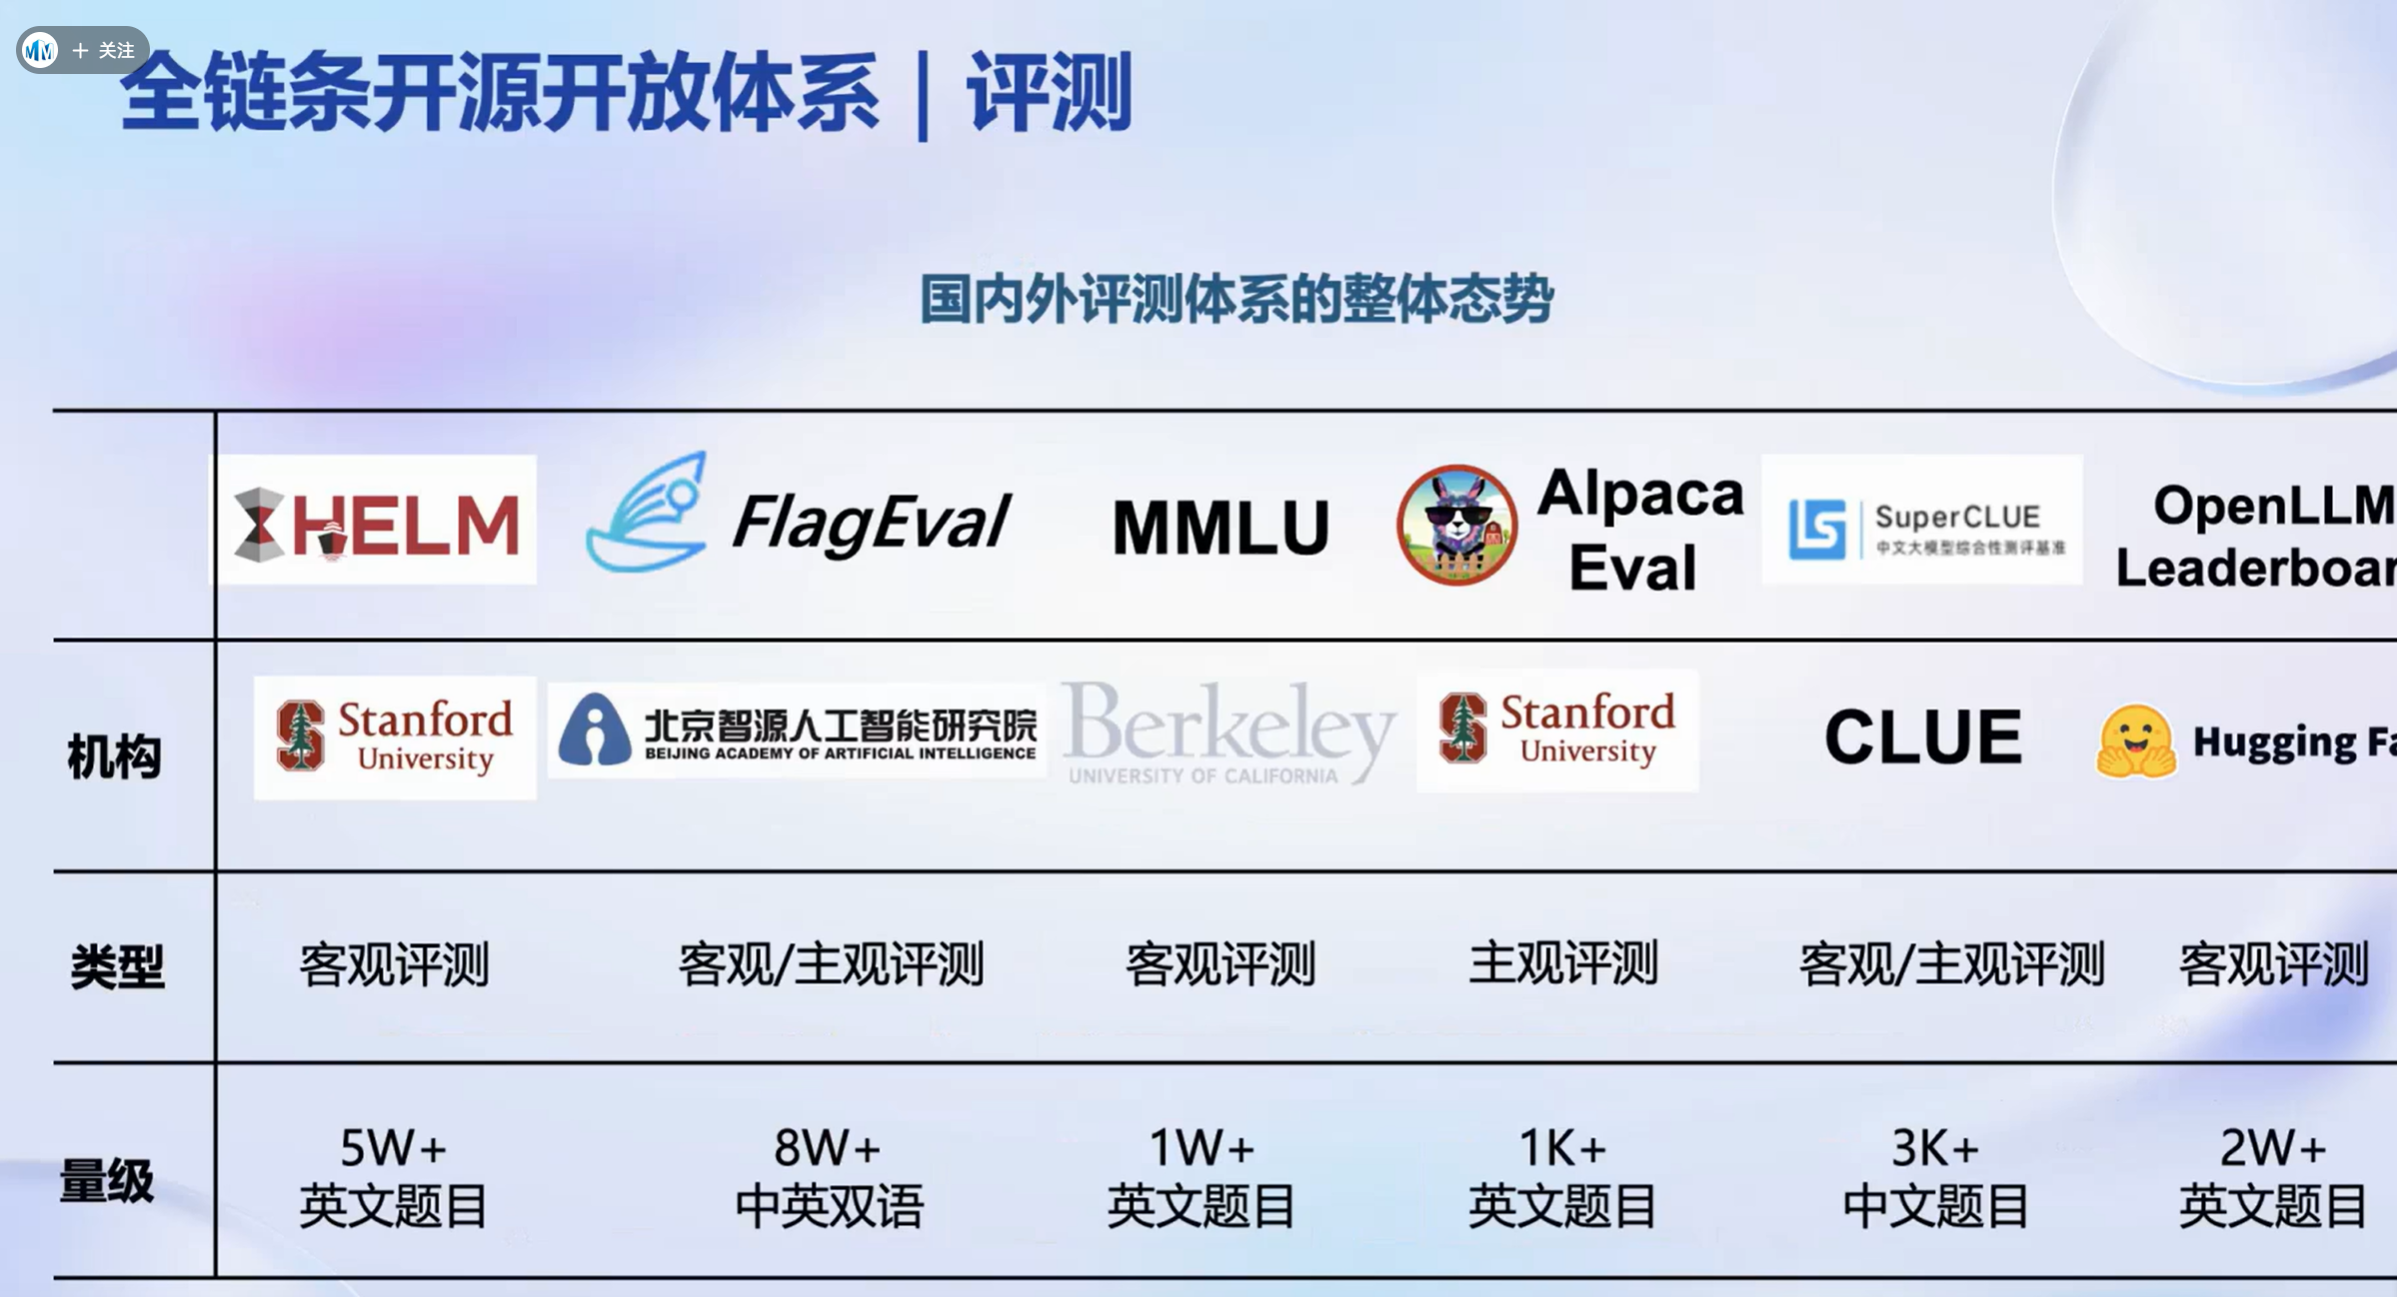 关注
全链条开源开放体系 | 评测
国内外评测体系的整体态势
HELM
FlagEval
MMLU
Alpaca
Eval
SuperCLUE
中文大模型综合性测评基准
OpenLLM
Leaderboar
机构
Stanford
University
北京智源人工智能研究院
BEIJING ACADEMY OF ARTIFICIAL INTELLIGENCE
Berkeley
UNIVERSITY OF CALIFORNIA
Stanford
University
CLUE
Hugging Fa
类型
客观评测
客观/主观评测
客观评测
主观评测
客观/主观评测
客观评测
量级
5W+
英文题目
8W+
中英双语
1W+
英文题目
1K+
英文题目
3K+
中文题目
2W+
英文题目